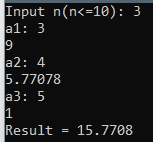 Input n(n<=10): 3
a1: 3
9
a2: 4
5.77078
a3: 5
1
Result = 15.7708